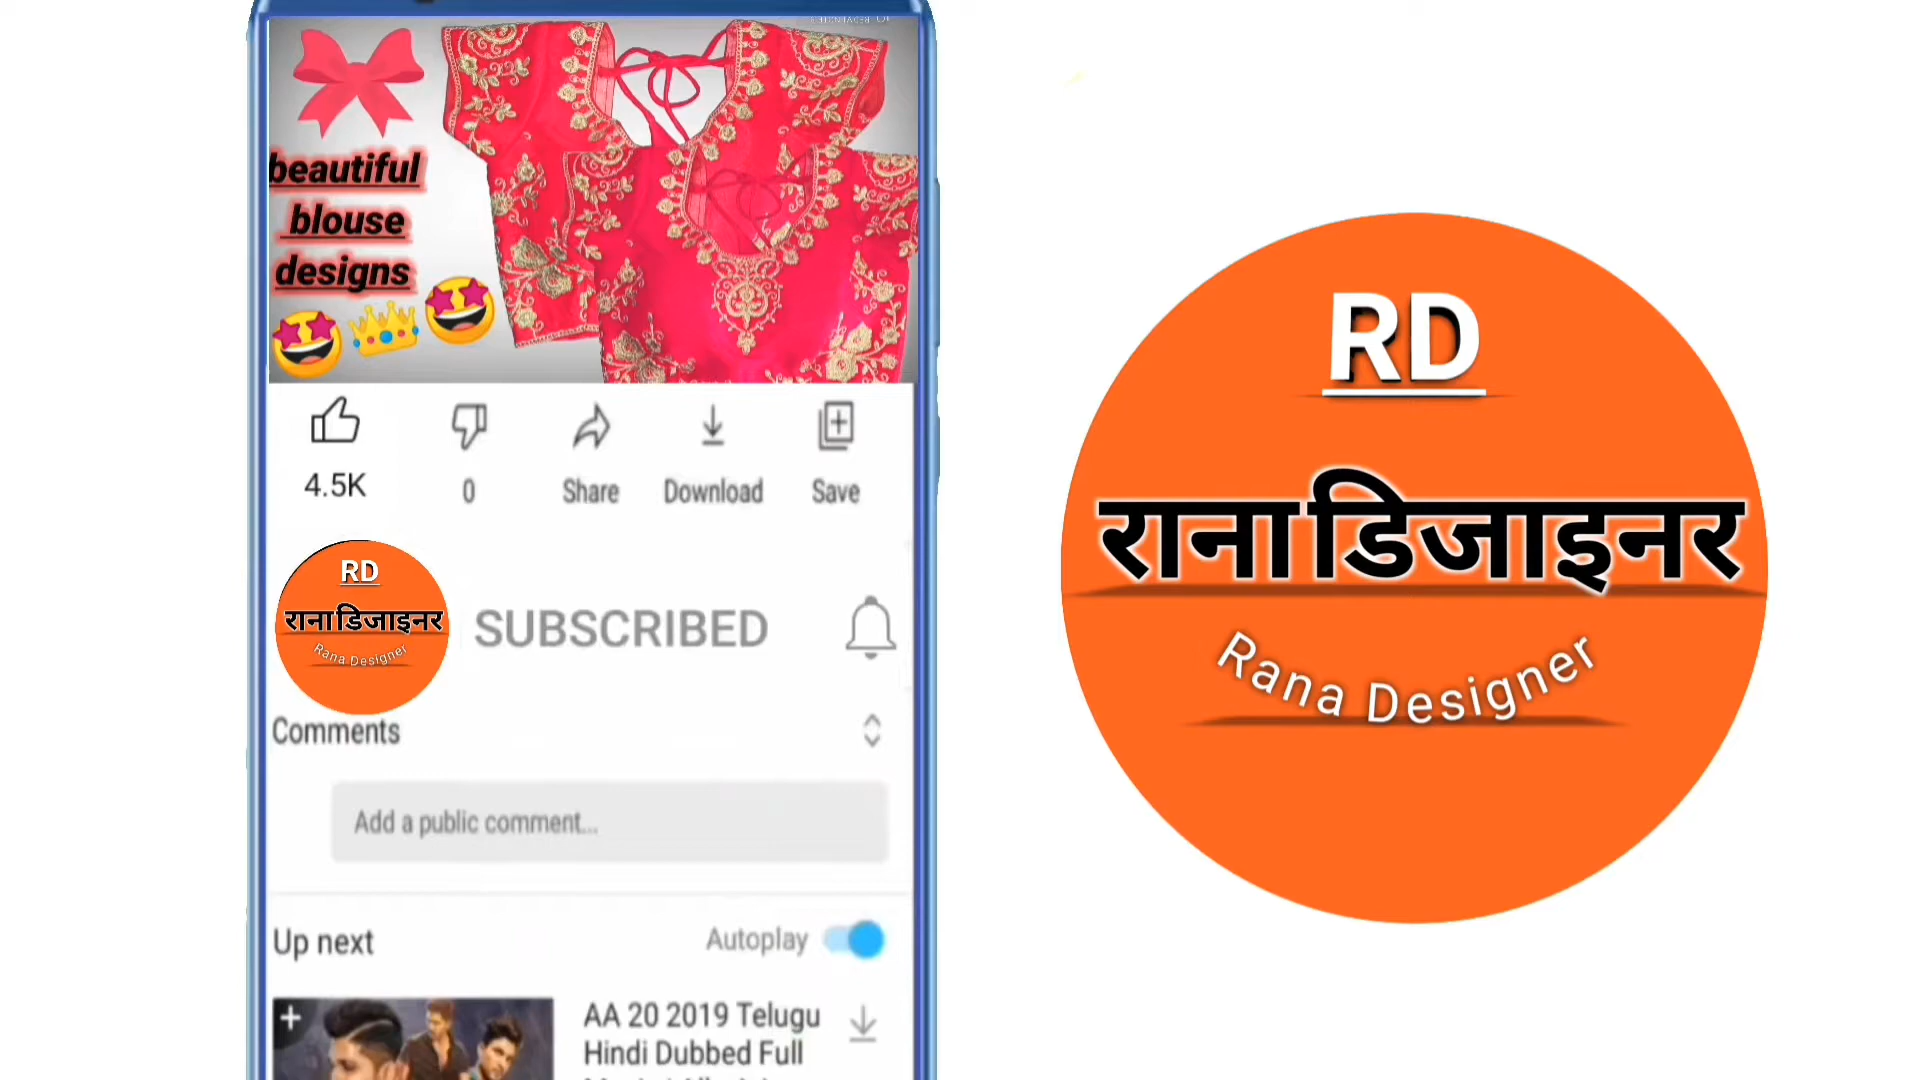 beautiful
blouse
designs
4.5K
0
Share
Download
Save
RD
राना डिजाइनर
Rana Designer
SUBSCRIBED
Comments
Add a public comment...
Up next
Autoplay
AA 20 2019 Telugu
Hindi Dubbed Full
RD
राना डिजाइनर
Rana Designer